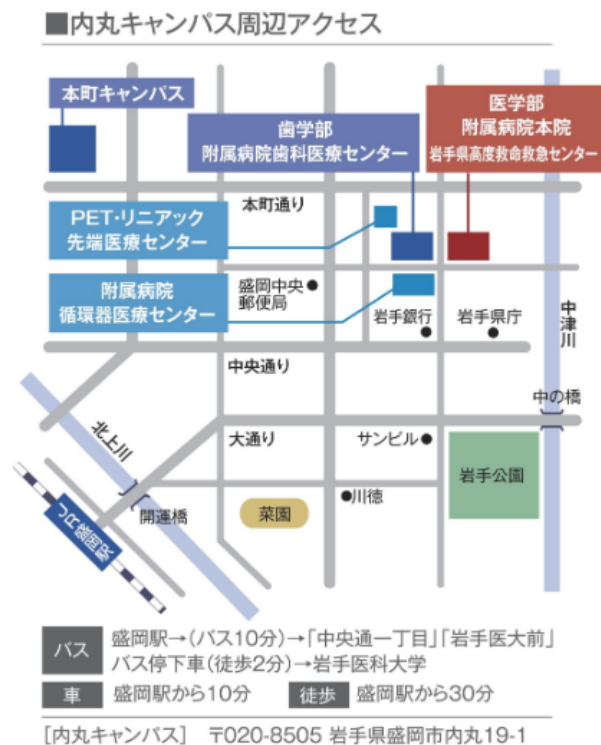 ■内丸キャンパス周辺アクセス
本町キャンパス
歯学部
附属病院歯科医療センター
医学部
附属病院本院
岩手県高度救命救急センター
本町通り
PET・リニアック
先端医療センター
附属病院
循環器医療センター
盛岡中央
郵便局
岩手銀行
岩手県庁
中津川
中央通り
中の橋
北上川
大通り
サンビル
岩手公園
開運橋
菜園
川徳
JR盛岡駅
バス
盛岡駅→(バス10分)→「中央通一丁目」「岩手医大前」
バス停下車(徒歩2分)→岩手医科大学
車 盛岡駅から10分 徒歩 盛岡駅から30分
[内丸キャンパス] 〒020-8505 岩手県盛岡市内丸19-1